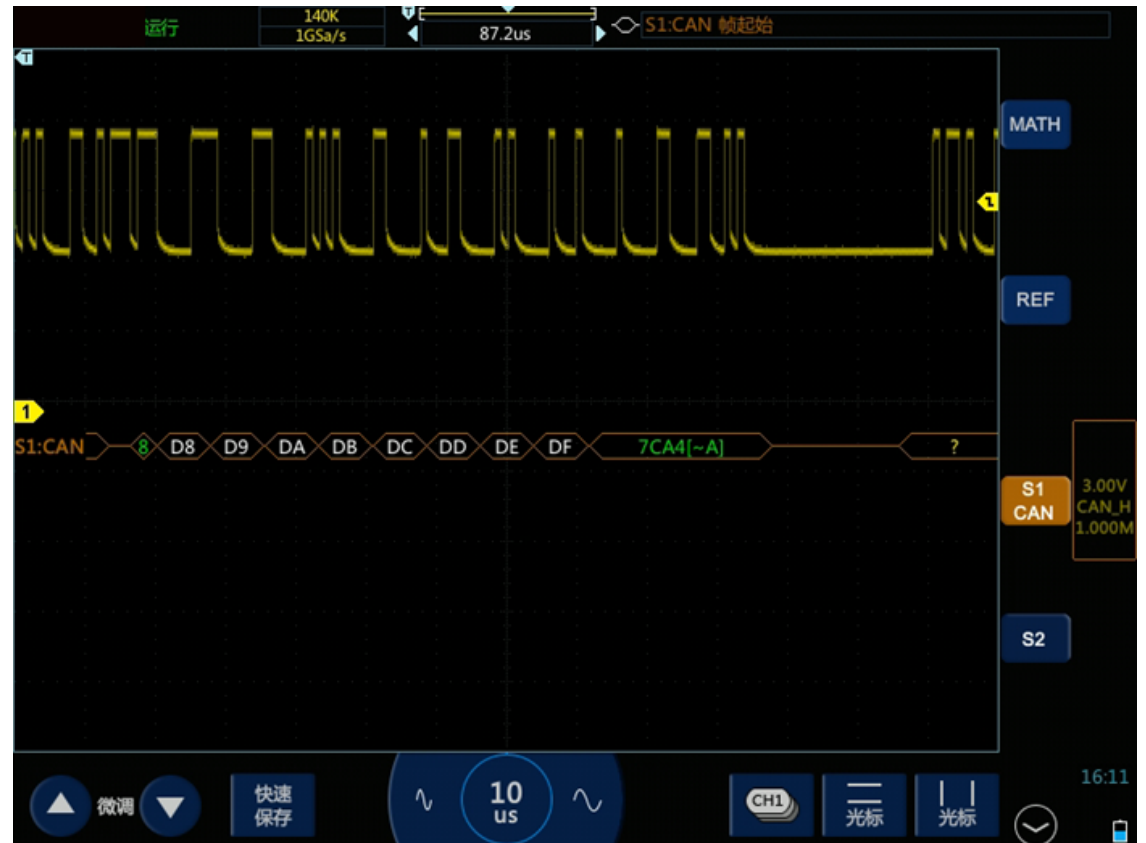 运行
140K
1GSa/s
T
87.2us
S1:CAN 帧起始
T
MATH
1
REF
1
S1:CAN 8 D8 D9 DA DB DC DD DE DF 7CA4[~A] ?
S1
CAN
3.00V
CAN_H
1.000M
S2
微调
快速
保存
10
us
CH1
光标
光标
16:11